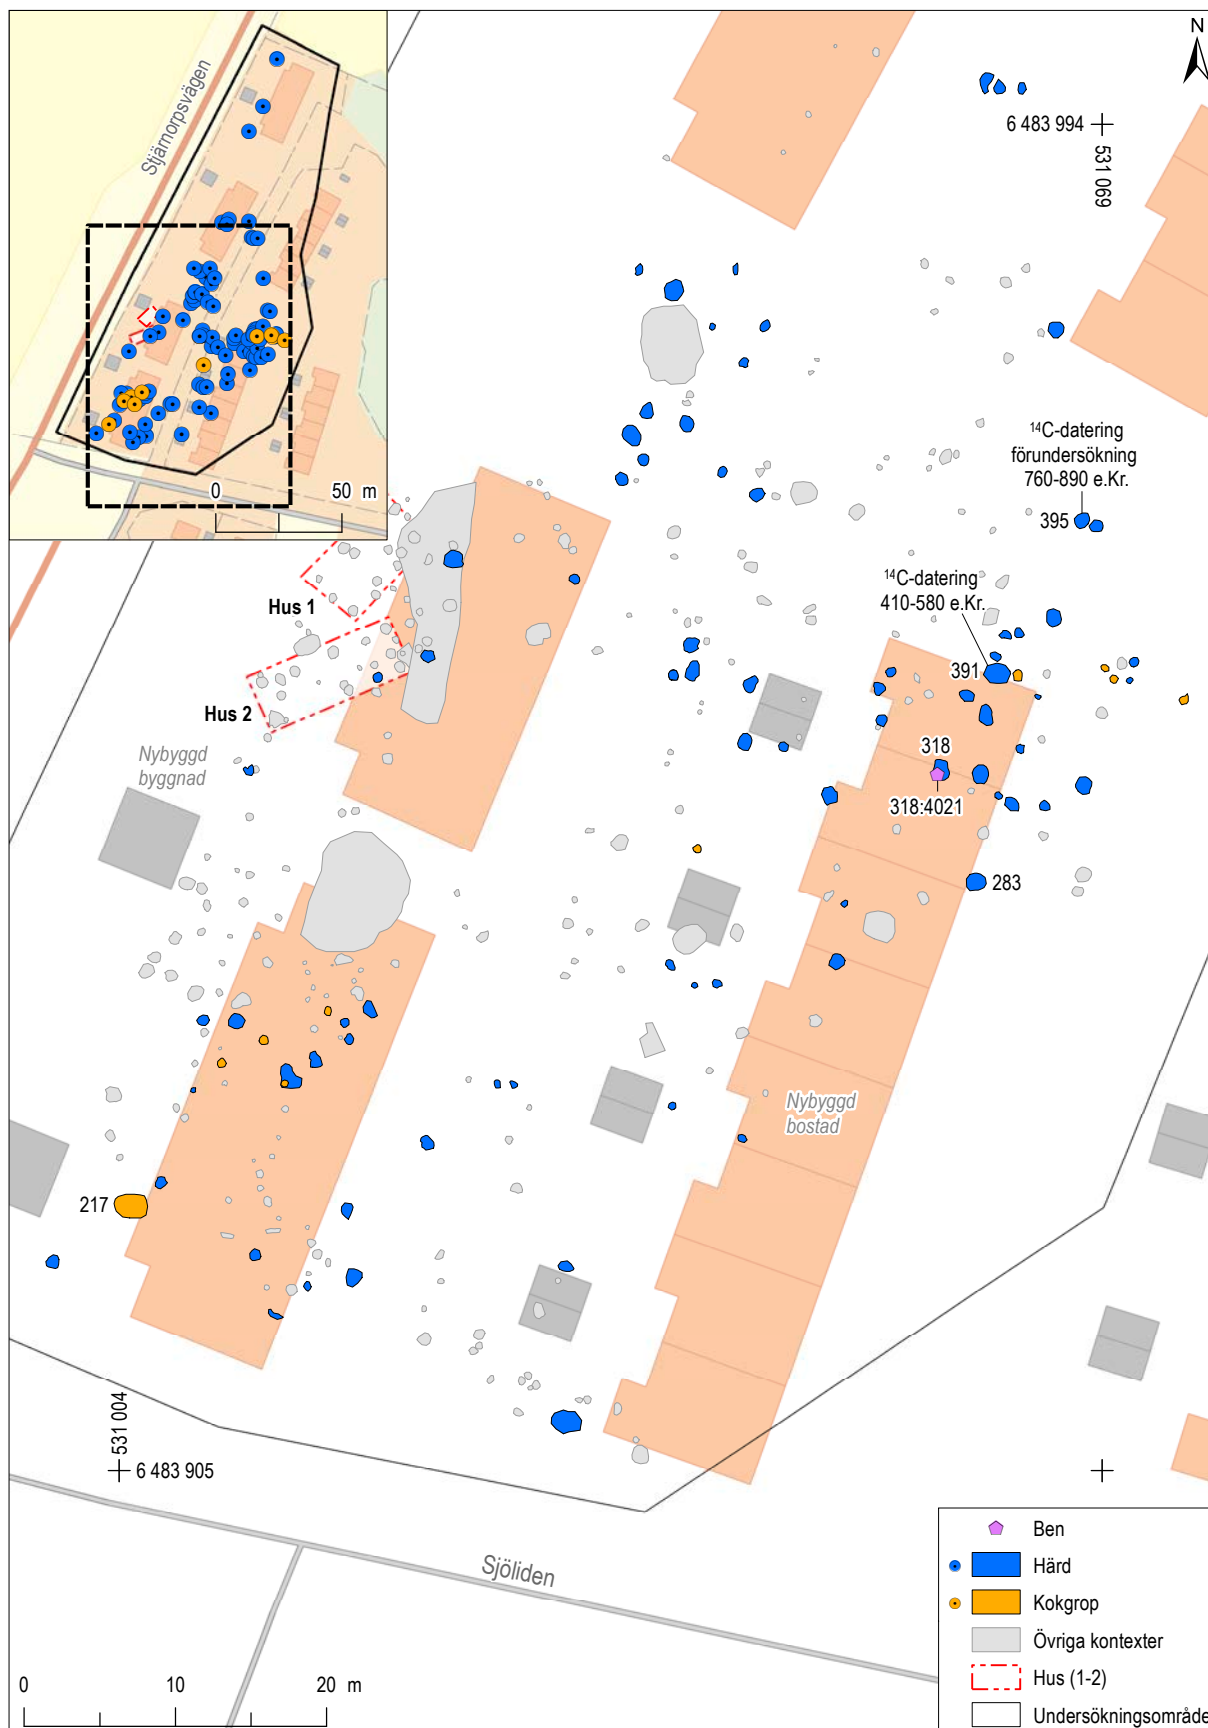 Stjärnorpsvägen
0 50 m
N
6 483 994
531 069
14C-datering
förundersökning
760-890 e.Kr.
395
14C-datering
410-580 e.Kr.
391
Hus 1
Hus 2
Nybyggd
byggnad
318
318:4021
283
Nybyggd
bostad
217
531 004
6 483 905
Sjöliden
0 10 20 m
Ben
Härd
Kokgrop
Övriga kontexter
Hus (1-2)
Undersökningsområde